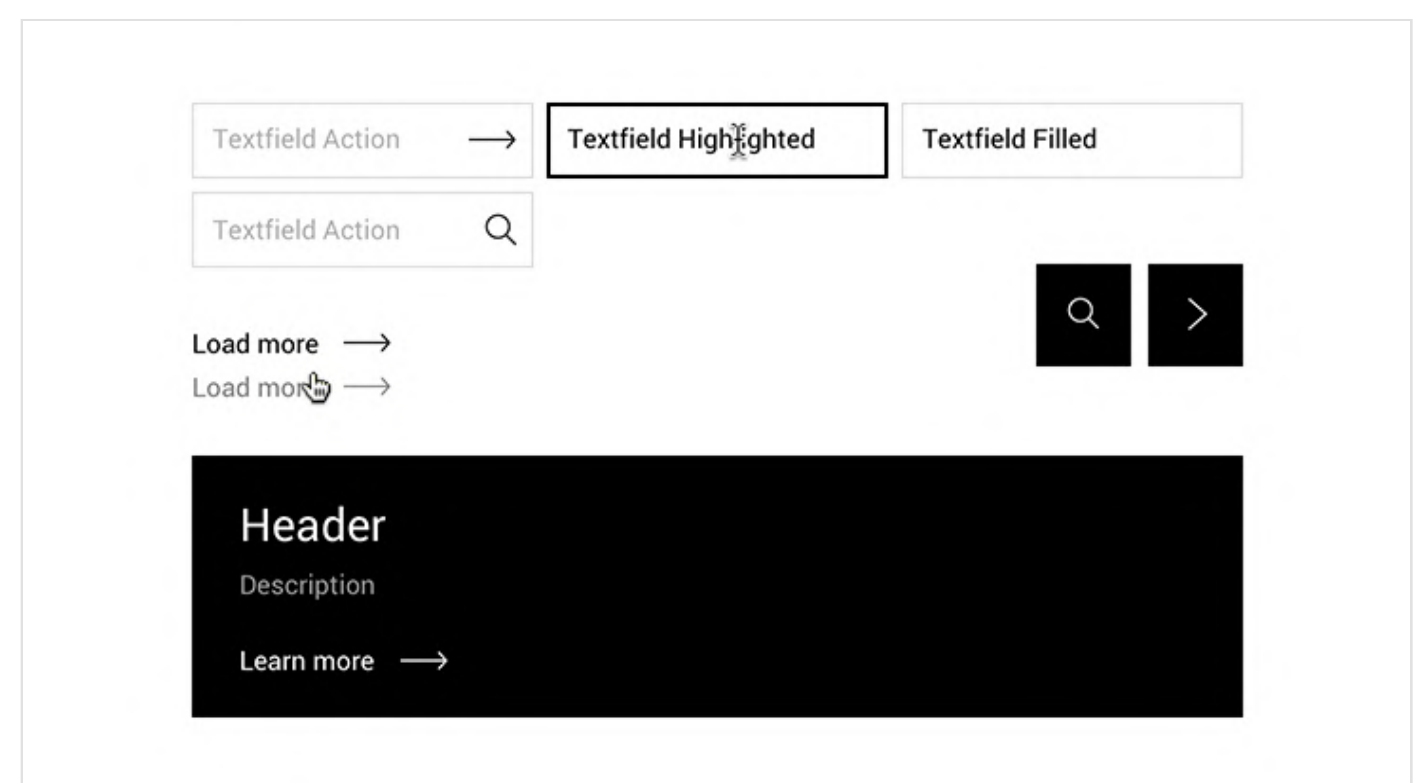 Textfield Action
Textfield Highlighted
Textfield Filled
Textfield Action
Load more
Load more
Header
Description
Learn more